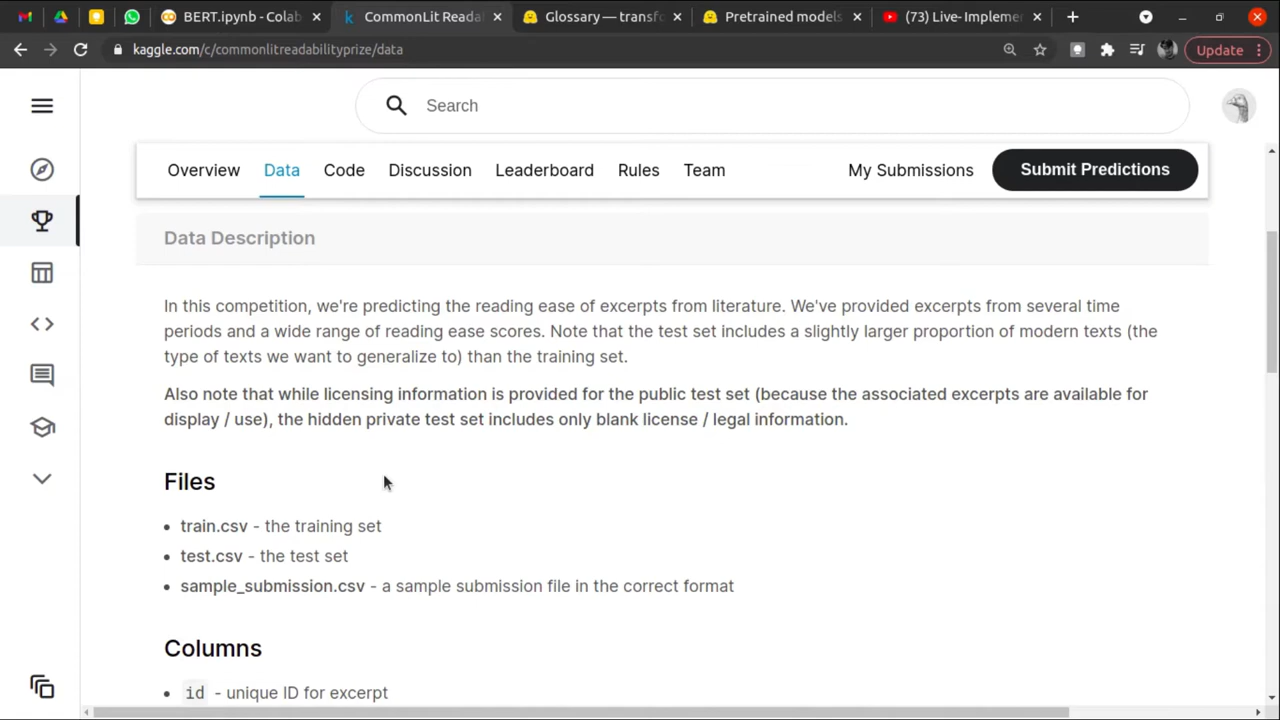 BERT.ipynb - Colab
CommonLit Reada
Glossary — transfo
Pretrained models
(73) Live- Impleme
kaggle.com/c/commonlitreadabilityprize/data
Update
Search
Overview Data Code Discussion Leaderboard Rules Team My Submissions Submit Predictions
Data Description
In this competition, we're predicting the reading ease of excerpts from literature. We've provided excerpts from several time
periods and a wide range of reading ease scores. Note that the test set includes a slightly larger proportion of modern texts (the
type of texts we want to generalize to) than the training set.
Also note that while licensing information is provided for the public test set (because the associated excerpts are available for
display / use), the hidden private test set includes only blank license / legal information.
Files
• train.csv - the training set
• test.csv - the test set
• sample_submission.csv - a sample submission file in the correct format
Columns
• id - unique ID for excerpt